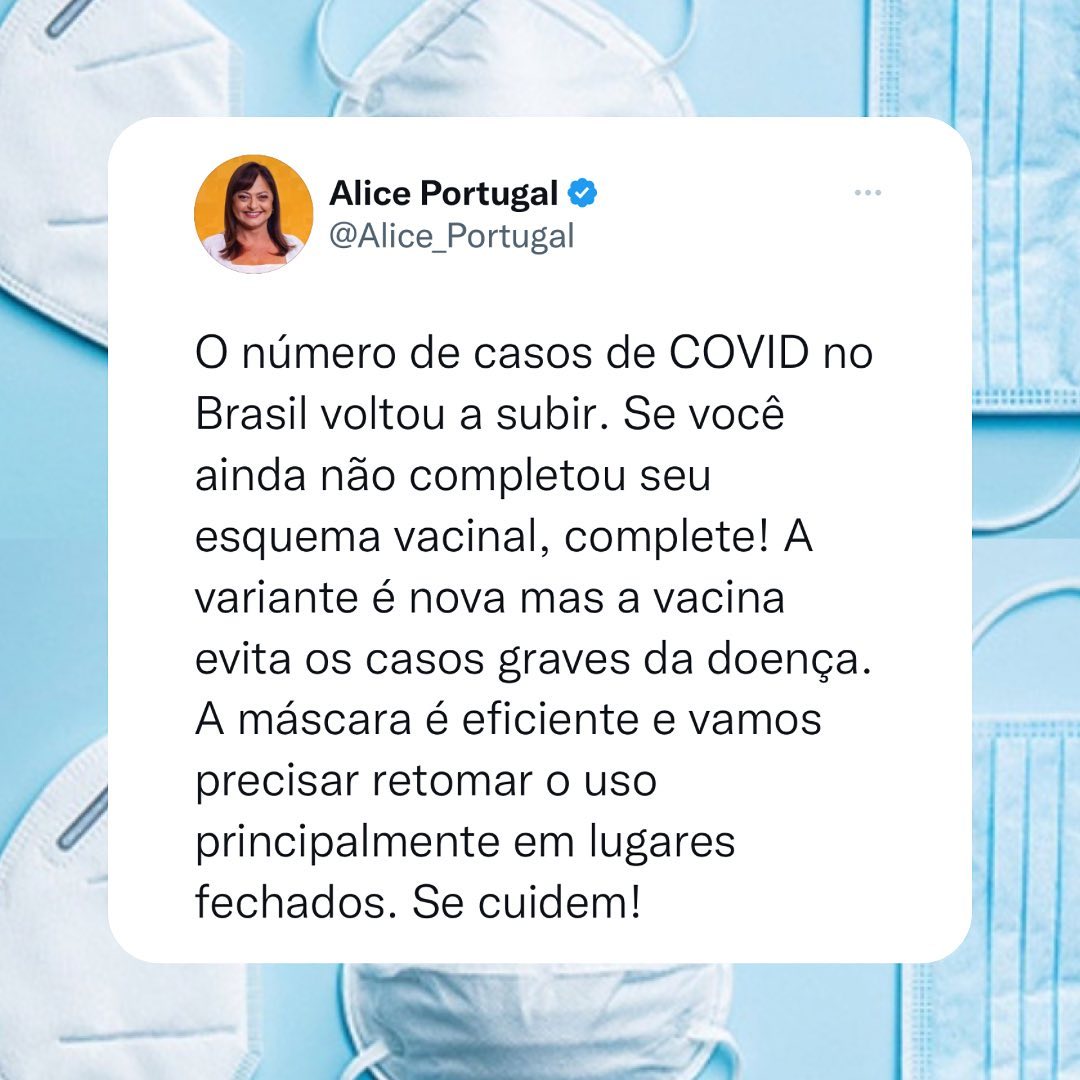 Alice Portugal
@Alice_Portugal
O número de casos de COVID no
Brasil voltou a subir. Se você
ainda não completou seu
esquema vacinal, complete! A
variante é nova mas a vacina
evita os casos graves da doença.
A máscara é eficiente e vamos
precisar retomar o uso
principalmente em lugares
fechados. Se cuidem!